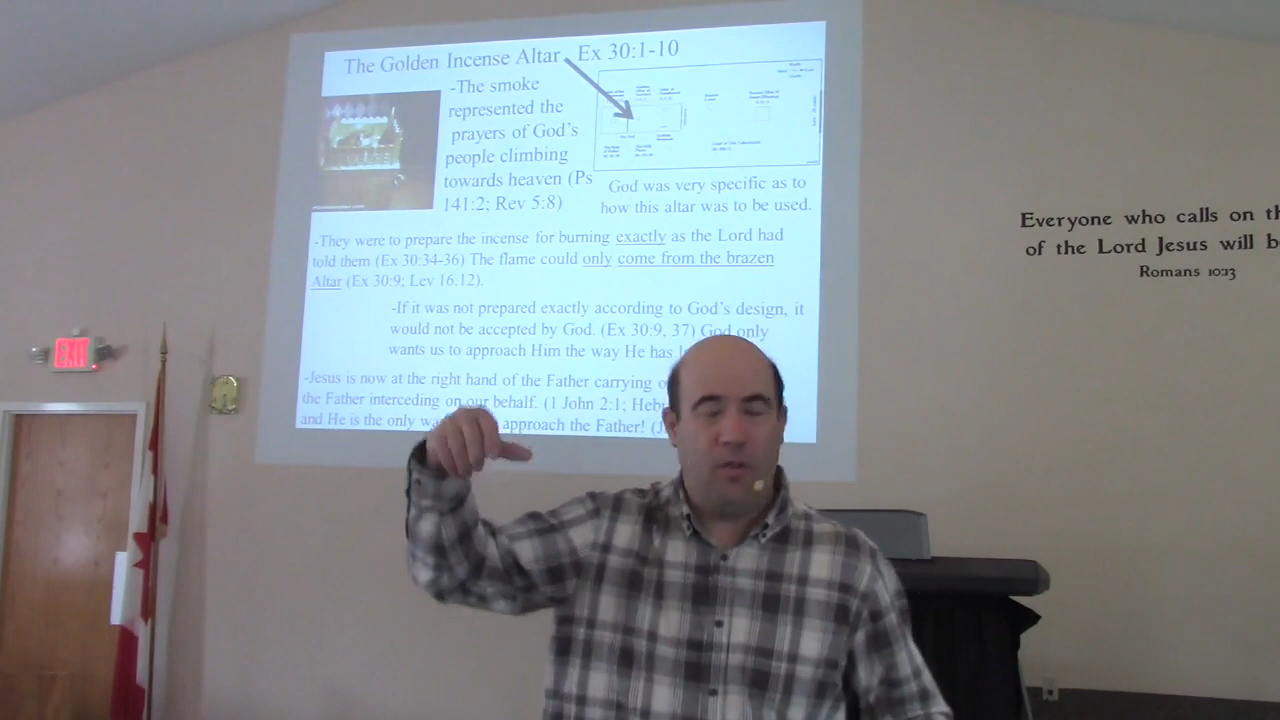 The Golden Incense Altar Ex 30:1-10
-The smoke
represented the
prayers of God's
people climbing
towards heaven (Ps
141:2; Rev 5:8)
God was very specific as to
how this altar was to be used.
-They were to prepare the incense for burning exactly as the Lord had
told them (Ex 30:34-36) The flame could only come from the brazen
Altar (Ex 30:9; Lev 16:12).
-If it was not prepared exactly according to God's design, it
would not be accepted by God. (Ex 30:9, 37) God only
wants us to approach Him the way He has
-Jesus is now at the right hand of the Father carrying
the Father interceding on our behalf. (1 John 2:1;
and He is the only approach the Father!
Everyone who calls on
of the Lord Jesus will
Romans 10:13
EXIT